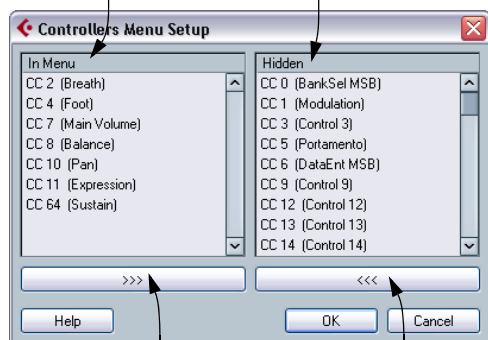 Controllers Menu Setup
In Menu
CC 2 (Breath)
CC 4 (Foot)
CC 7 (Main Volume)
CC 8 (Balance)
CC 10 (Pan)
CC 11 (Expression)
CC 64 (Sustain)
>>>
Hidden
CC 0 (BankSel MSB)
CC 1 (Modulation)
CC 3 (Control 3)
CC 5 (Portamento)
CC 6 (DataEnt MSB)
CC 9 (Control 9)
CC 12 (Control 12)
CC 13 (Control 13)
CC 14 (Control 14)
<<<
Help
OK
Cancel